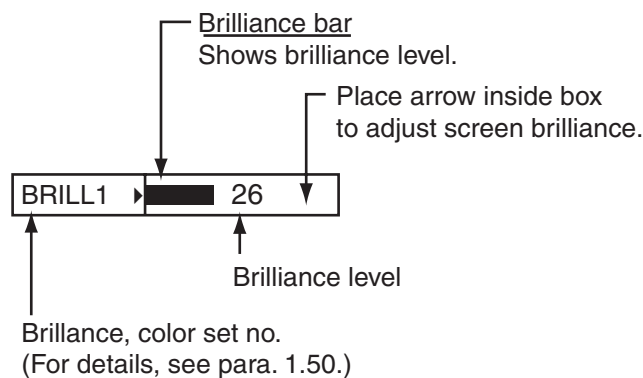 Brilliance bar
Shows brilliance level.
Place arrow inside box
to adjust screen brilliance.
BRILL1 26
Brilliance level
Brillance, color set no.
(For details, see para. 1.50.)